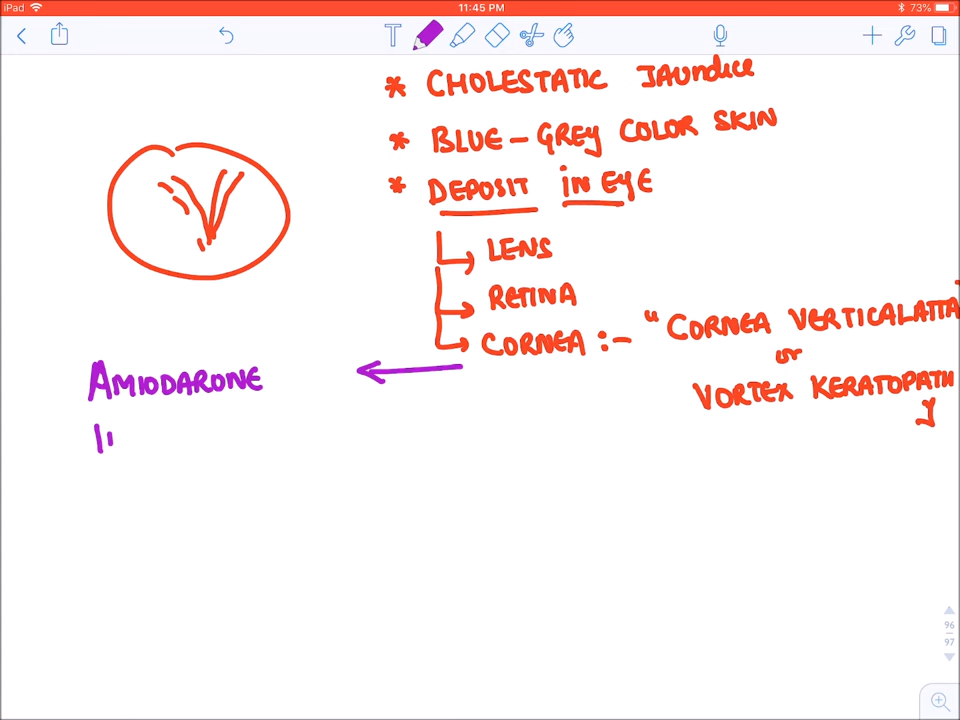 iPad 11:45 PM 73%
T
* CHOLESTATIC JAUNDICE
* BLUE-GREY COLOR SKIN
* DEPOSIT IN EYE
LENS
RETINA
CORNEA :- "CORNEA VERTICALATTA
or
VORTEX KERATOPATH
Y
AMIODARONE
96
97